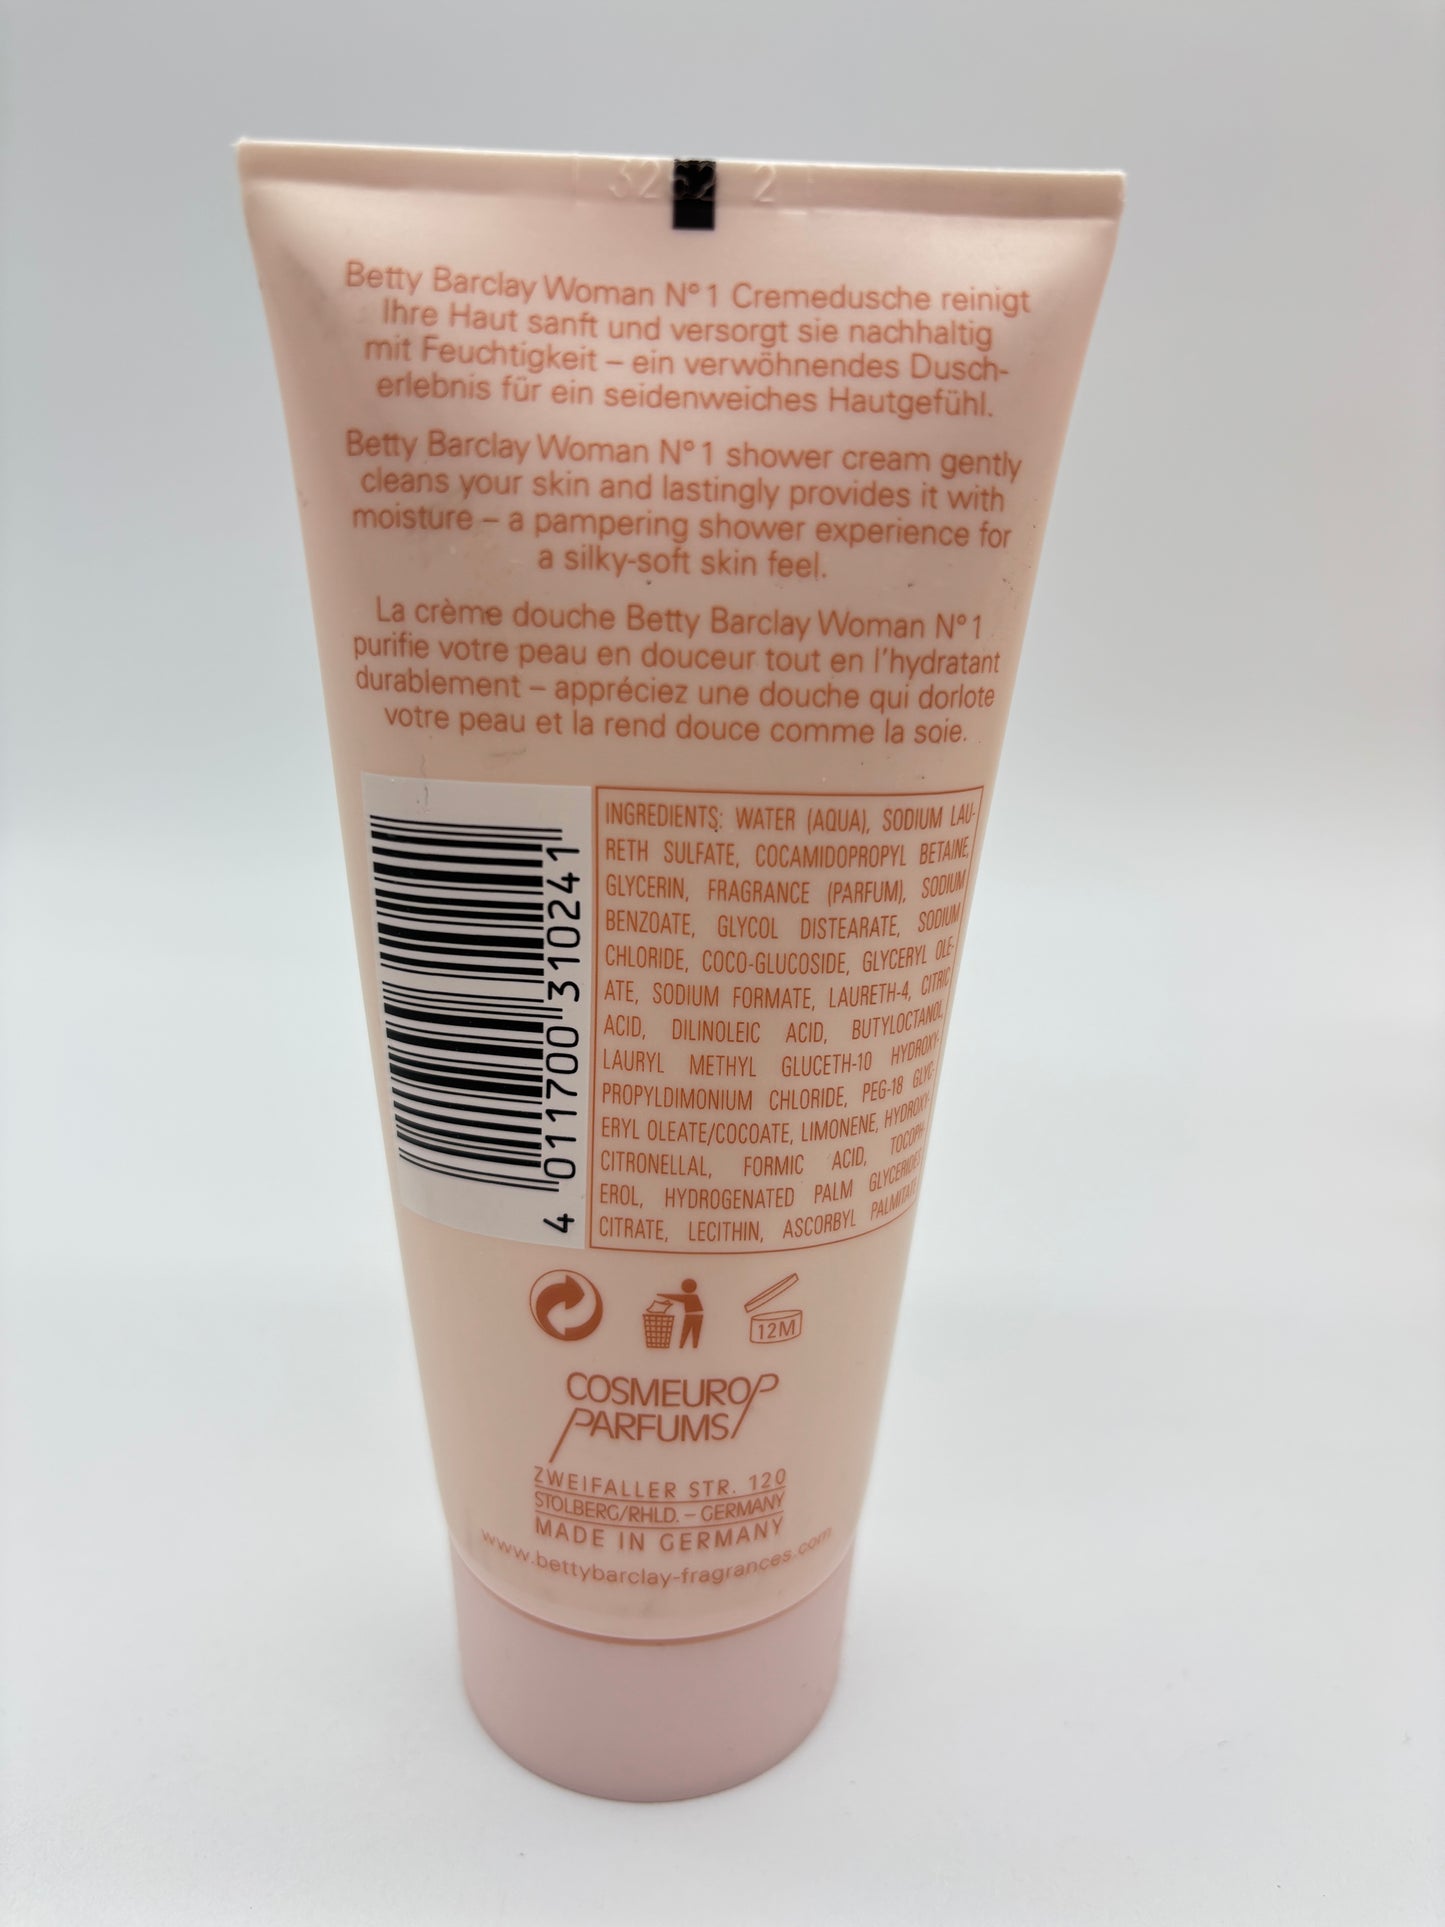 Betty Barclay Woman N° 1 Cremedusche reinigt
Ihre Haut sanft und versorgt sie nachhaltig
mit Feuchtigkeit – ein verwöhnendes Dusch-
erlebnis für ein seidenweiches Hautgefühl.
Betty Barclay Woman N° 1 shower cream gently
cleans your skin and lastingly provides it with
moisture – a pampering shower experience for
a silky-soft skin feel.
La crème douche Betty Barclay Woman N° 1
purifie votre peau en douceur tout en l'hydratant
durablement – appréciez une douche qui dorlote
votre peau et la rend douce comme la soie.
4 011700 310241
INGREDIENTS: WATER (AQUA), SODIUM LAU-
RETH SULFATE, COCAMIDOPROPYL BETAINE,
GLYCERIN, FRAGRANCE (PARFUM), SODIUM
BENZOATE, GLYCOL DISTEARATE, SODIUM
CHLORIDE, COCO-GLUCOSIDE, GLYCERYL OLE-
ATE, SODIUM FORMATE, LAURETH-4, CITRIC
ACID, DILINOLEIC ACID, BUTYLOCTANOL,
LAURYL METHYL GLUCETH-10 HYDROXY-
PROPYLDIMONIUM CHLORIDE, PEG-18 GLYC-
ERYL OLEATE/COCOATE, LIMONENE, HYDROXY-
CITRONELLAL, FORMIC ACID, TOCOPH-
EROL, HYDROGENATED PALM GLYCERIDES
CITRATE, LECITHIN, ASCORBYL PALMITATE
12M
COSMEUROP
PARFUMS
ZWEIFALLER STR. 120
STOLBERG/RHLD. – GERMANY
MADE IN GERMANY
www.bettybarclay-fragrances.com